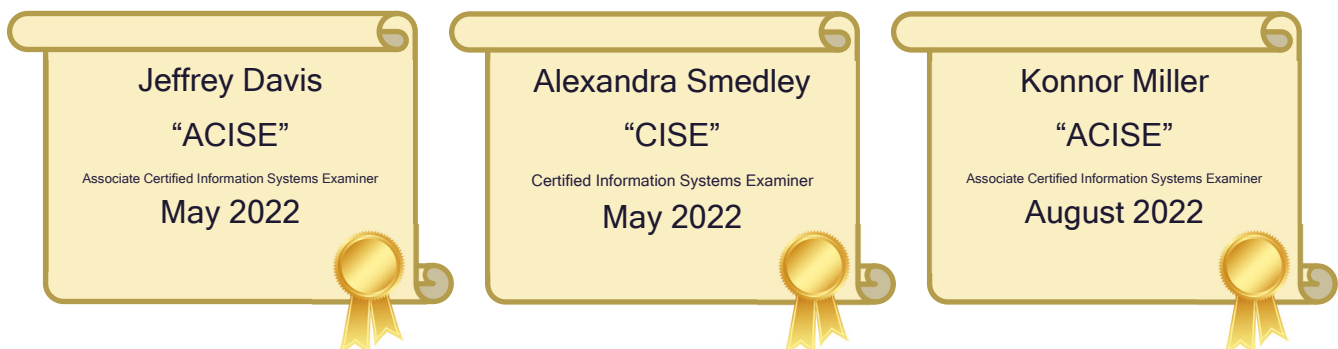 Jeffrey Davis
“ACISE”
Associate Certified Information Systems Examiner
May 2022
Alexandra Smedley
“CISE”
Certified Information Systems Examiner
May 2022
Konnor Miller
“ACISE”
Associate Certified Information Systems Examiner
August 2022